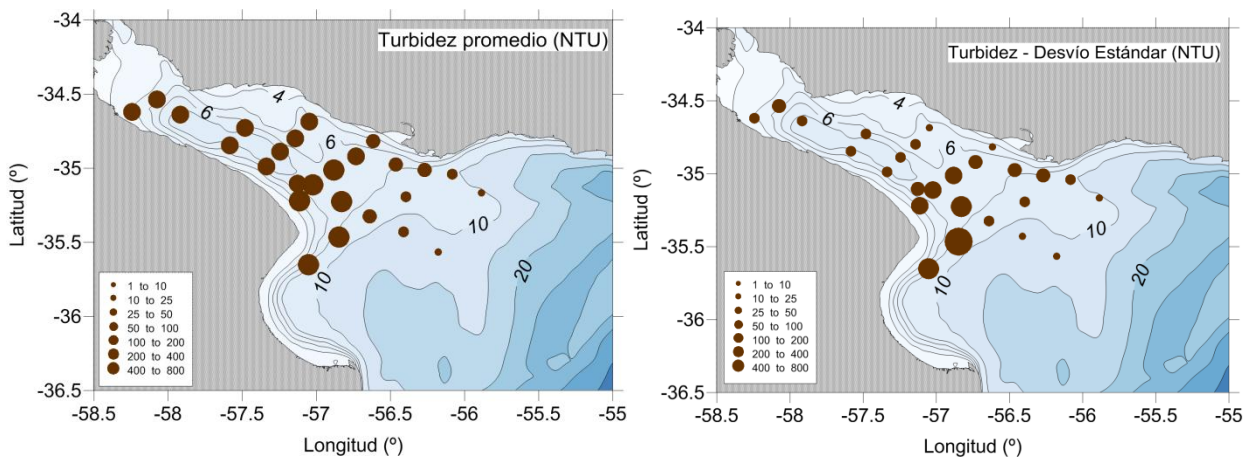 Turbidez promedio (NTU)
-34
-34.5
-35
-35.5
-36
-36.5
Latitud (º)
4
6
6
10
10
20
1 to 10
10 to 25
25 to 50
50 to 100
100 to 200
200 to 400
400 to 800
-58.5 -58 -57.5 -57 -56.5 -56 -55.5 -55
Longitud (º)
Turbidez - Desvío Estándar (NTU)
-34
-34.5
-35
-35.5
-36
-36.5
Latitud (º)
4
6
6
10
10
20
1 to 10
10 to 25
25 to 50
50 to 100
100 to 200
200 to 400
400 to 800
-58.5 -58 -57.5 -57 -56.5 -56 -55.5 -55
Longitud (º)